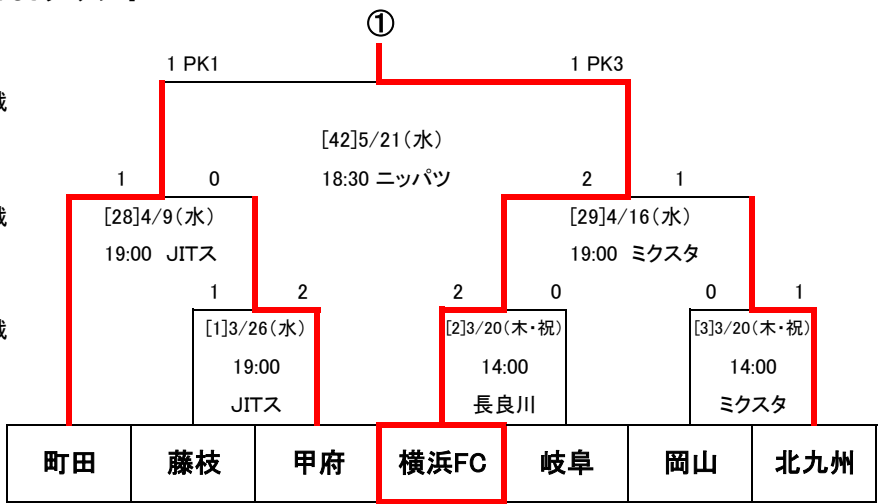 ①
1 PK1 1 PK3
戦
[42]5/21(水)
18:30 ニッパツ
1 0 2 1
戦
[28]4/9(水) [29]4/16(水)
19:00 JITス 19:00 ミクスタ
1 2 2 0 0 1
戦
[1]3/26(水) [2]3/20(木・祝) [3]3/20(木・祝)
19:00 14:00 14:00
JITス 長良川 ミクスタ
町田 藤枝 甲府 横浜FC 岐阜 岡山 北九州